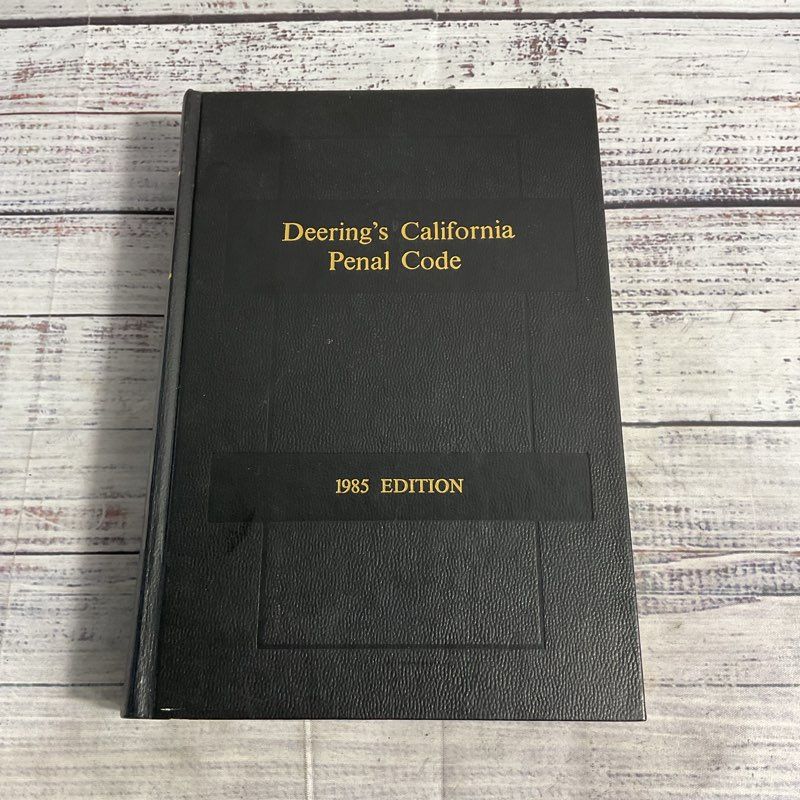 Deering's California
Penal Code
1985 EDITION